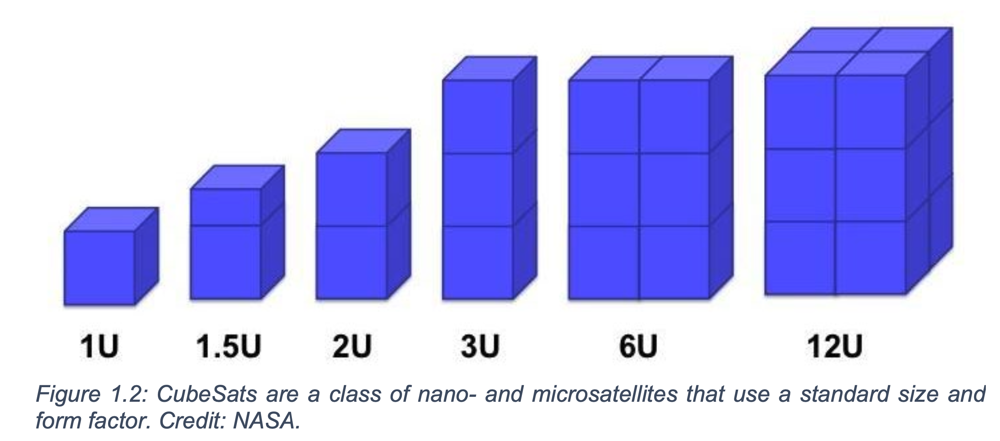 1U 1.5U 2U 3U 6U 12U
Figure 1.2: CubeSats are a class of nano- and microsatellites that use a standard size and
form factor. Credit: NASA.